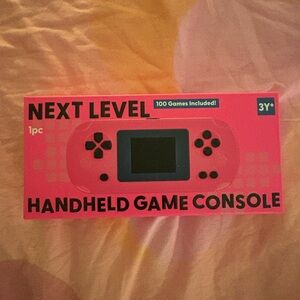 NEXT LEVEL
100 Games Included!
3Y+
1pc
HANDHELD GAME CONSOLE